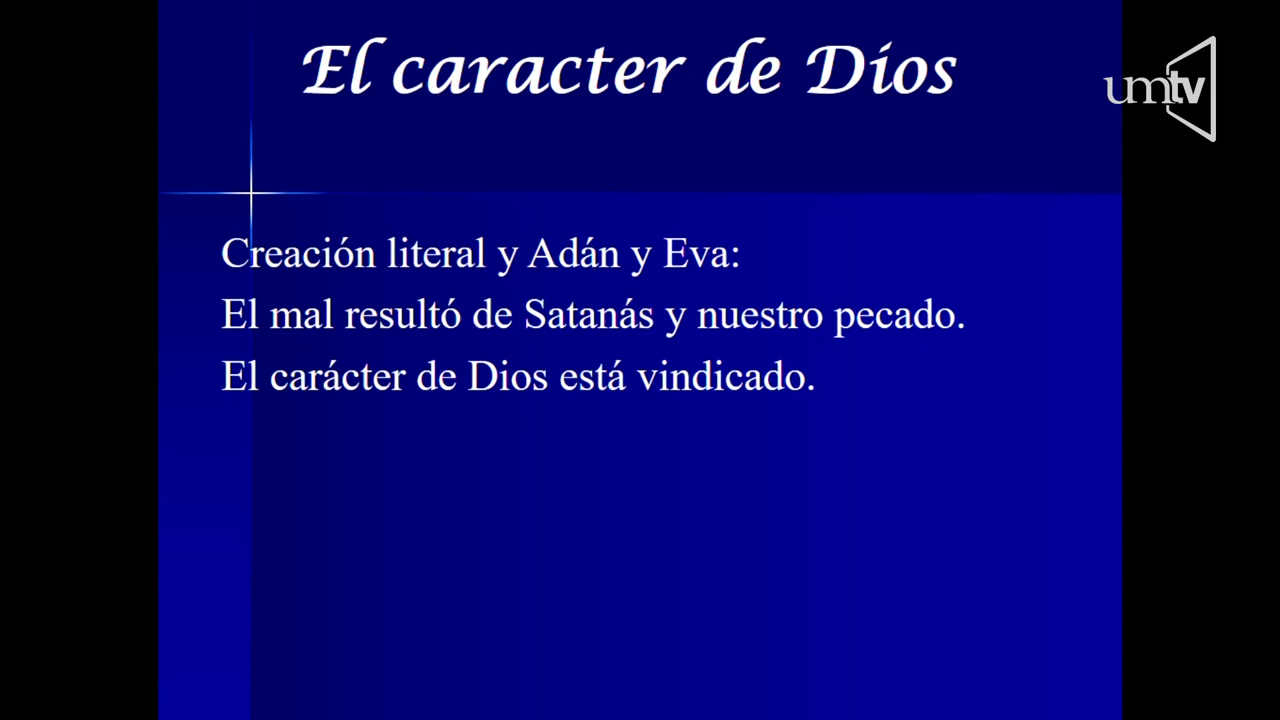 El caracter de Dios
umtv
Creación literal y Adán y Eva:
El mal resultó de Satanás y nuestro pecado.
El carácter de Dios está vindicado.